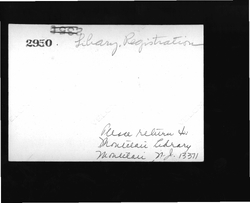 2950. Library, Registration
Please return to
Montclair Library
Montclair N.J.